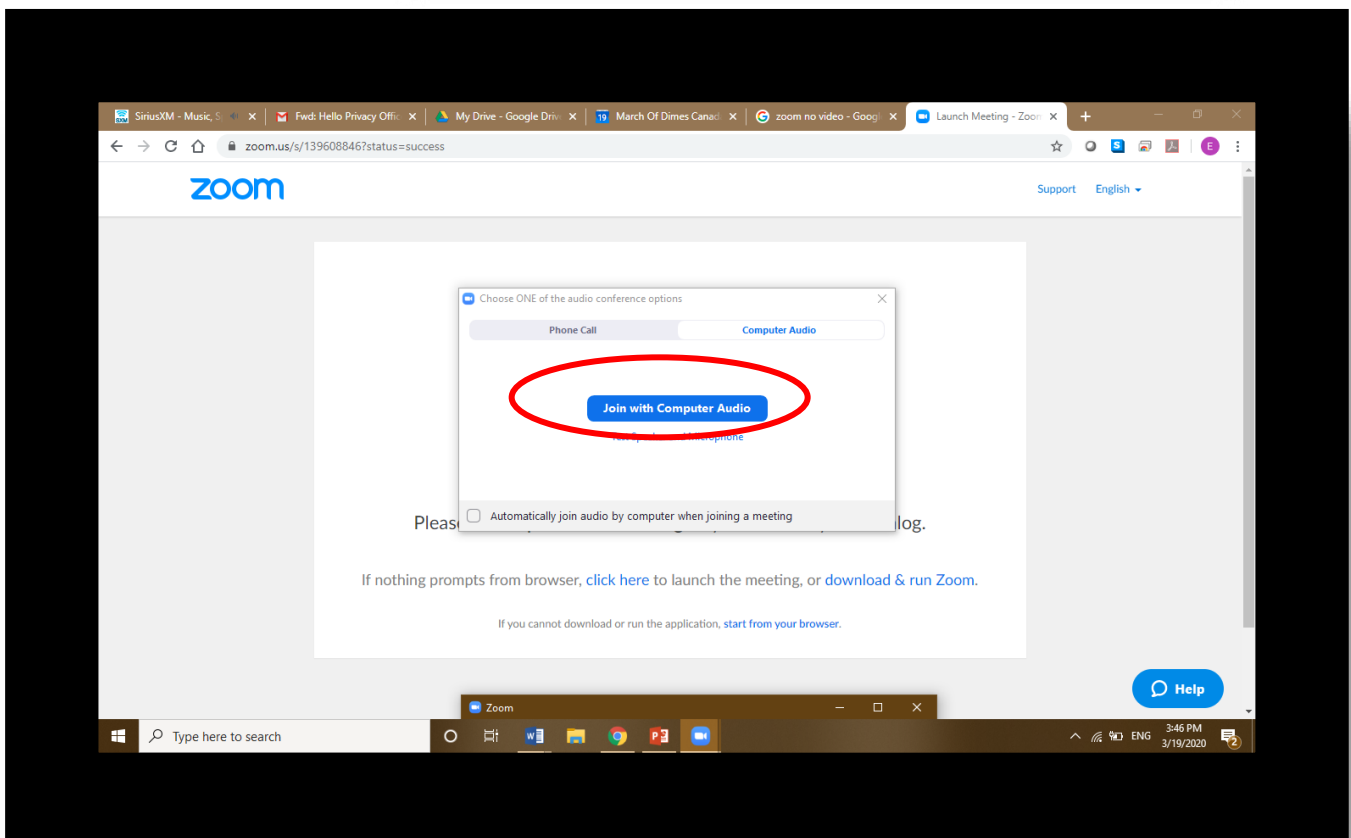 SiriusXM - Music, S
Fwd: Hello Privacy Offic
My Drive - Google Driv
19 March Of Dimes Canad
zoom no video - Googl
Launch Meeting - Zoon
zoom.us/s/139608846?status=success
S
E
zoom
Support English
Choose ONE of the audio conference options
Phone Call Computer Audio
Join with Computer Audio
Microphone
Automatically join audio by computer when joining a meeting
log.
If nothing prompts from browser, click here to launch the meeting, or download & run Zoom.
If you cannot download or run the application, start from your browser.
Help
Zoom
Type here to search
ENG
3:46 PM
3/19/2020
2